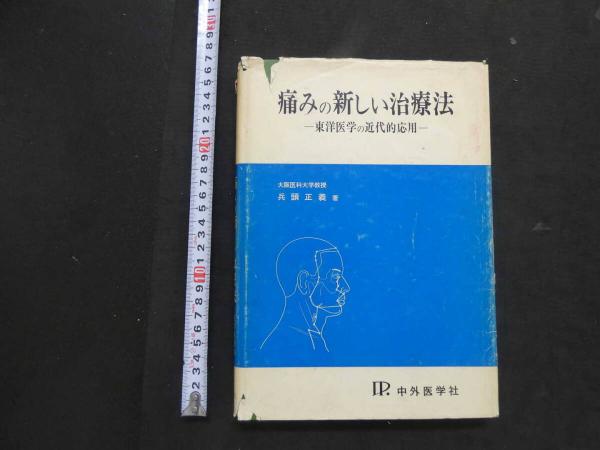 痛みの新しい治療法
―東洋医学の近代的応用―
大阪医科大学教授
兵頭正義 著
中外医学社